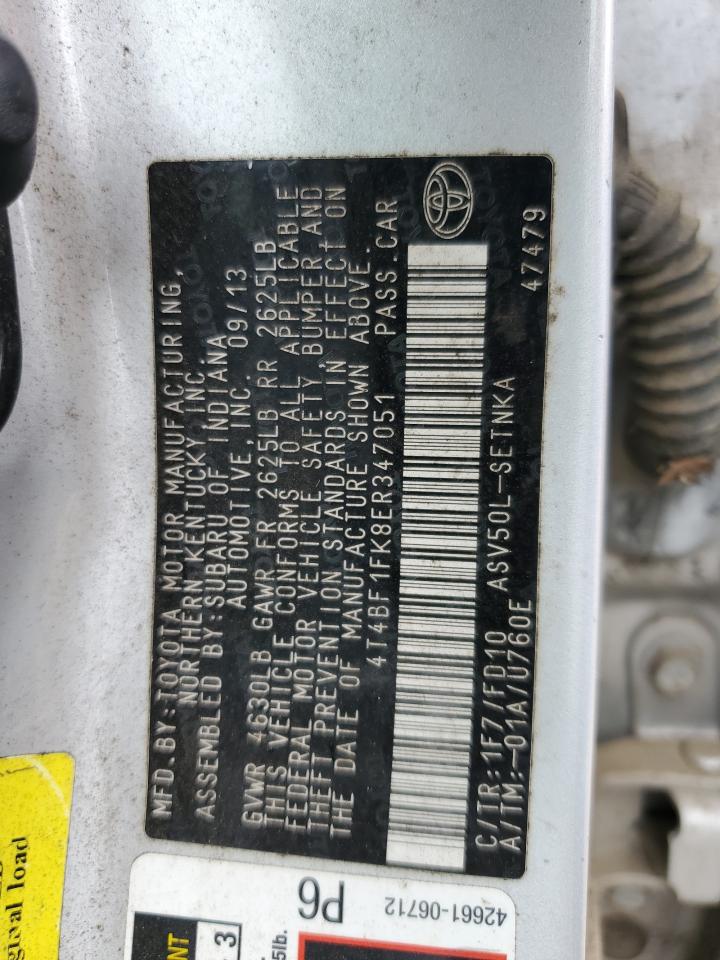 MFD.BY:TOYOTA MOTOR MANUFACTURING,
NORTHERN KENTUCKY,INC.
ASSEMBLED BY:SUBARU OF INDIANA
AUTOMOTIVE,INC. 09/13
GVWR 4630LB GAWR FR 2625LB RR 2625LB
THIS VEHICLE CONFORMS TO ALL APPLICABLE
FEDERAL MOTOR VEHICLE SAFETY,BUMPER AND
THEFT PREVENTION STANDARDS IN EFFECT ON
THE DATE OF MANUFACTURE SHOWN ABOVE.
4T4BF1FK8ER347051 PASS.CAR
C/TR:1F7/FD10 ASV50L-SETNKA
A/TM:-01A/U760E 47479
P6
42661-06712
3
5lb.
load